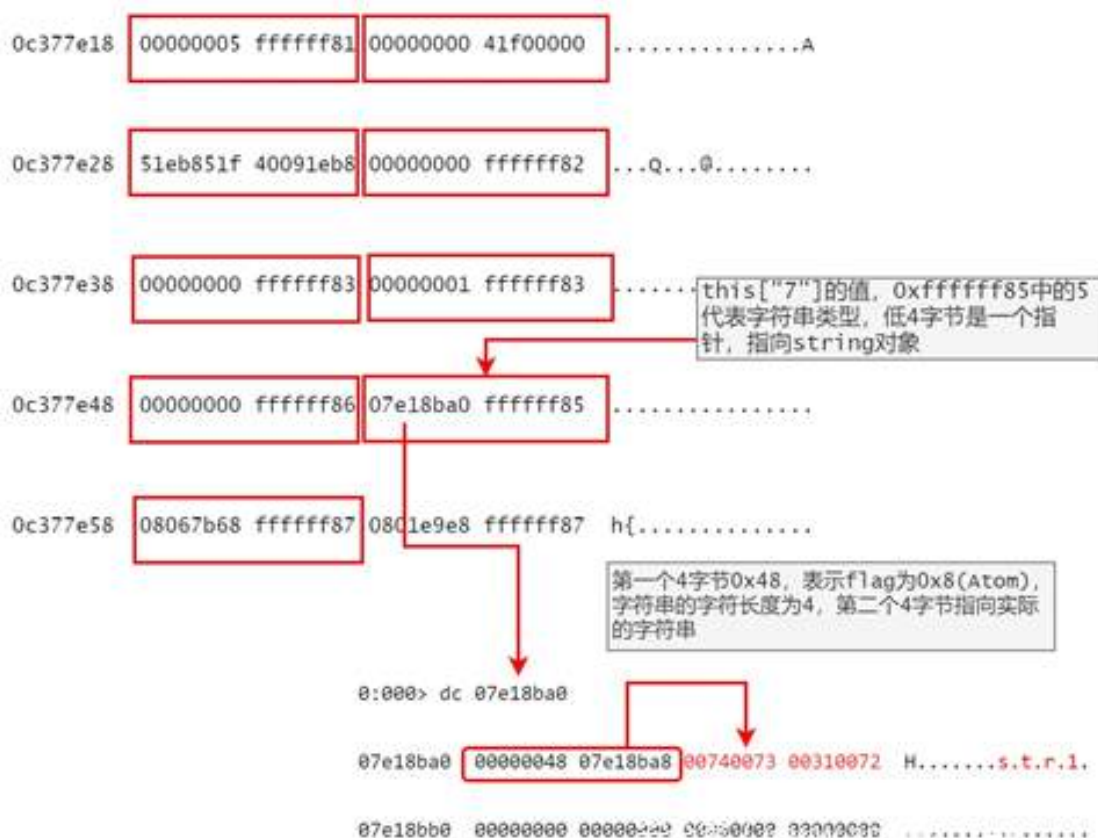 0c377e18 00000005 ffffff81 00000000 41f00000 ...............A
0c377e28 51eb851f 40091eb8 00000000 ffffff82 ...Q...@........
0c377e38 00000000 ffffff83 00000001 ffffff83 .......
this["7"]的值，0xffffff85中的5
代表字符串类型，低4字节是一个指
针，指向string对象
0c377e48 00000000 ffffff86 07e18ba0 ffffff85 ................
0c377e58 08067b68 ffffff87 0801e9e8 ffffff87 h{..............
第一个4字节0x48，表示flag为0x8(Atom)，
字符串的字符长度为4，第二个4字节指向实际
的字符串
0:000> dc 07e18ba0
07e18ba0 00000048 07e18ba8 00740073 00310072 H.......s.t.r.1.
07e18bb0 00000000